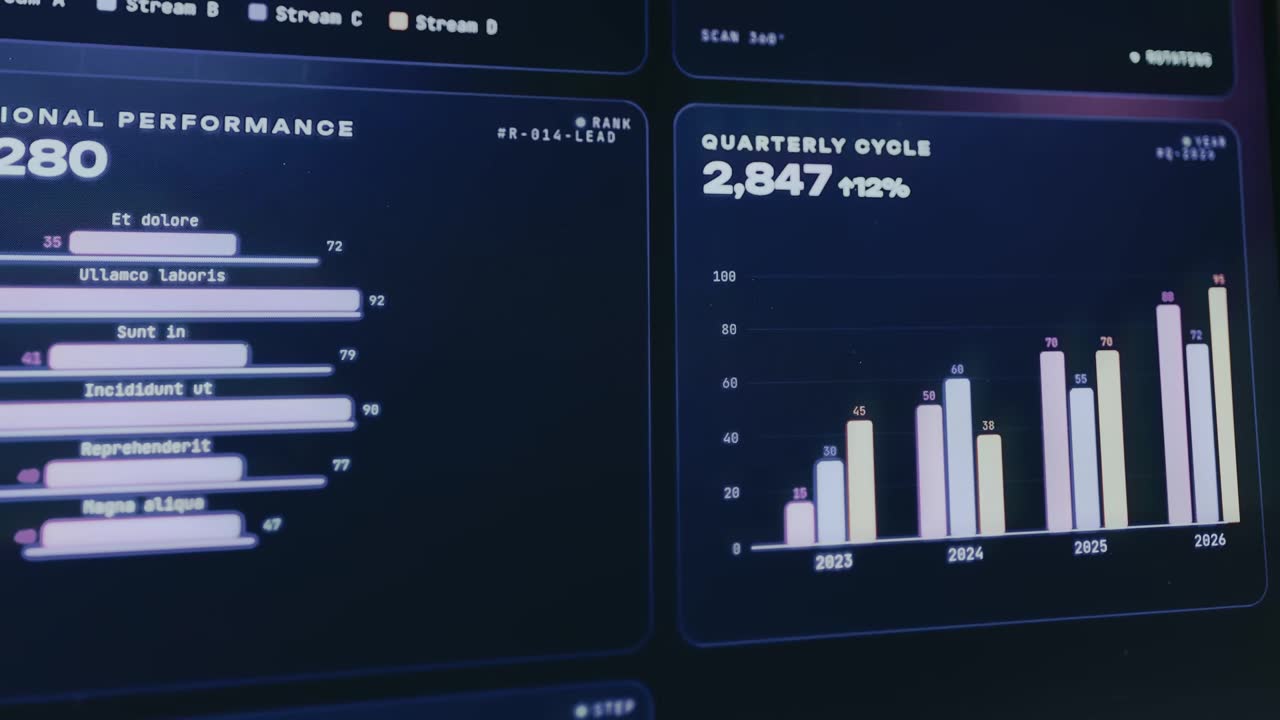 Stream B Stream C Stream D
SCAN 360°
ROTATING
IONAL PERFORMANCE
280
RANK
#R-014-LEAD
Et dolore
35 72
Ullamco laboris
92
Sunt in
41 79
Incididunt ut
90
Reprehenderit
77
Magna aliqua
47
STEP
QUARTERLY CYCLE
2,847 ↑12%
YEAR
100
80
60
40
20
0
15 30 45
50 60 38
70 55 70
88 72 95
2023 2024 2025 2026